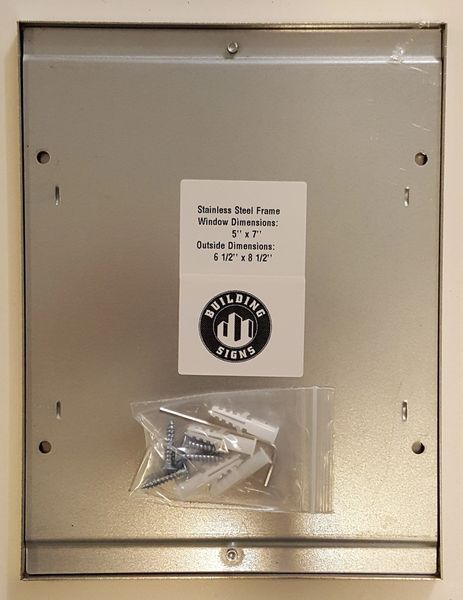 Stainless Steel Frame
Window Dimensions:
5'' x 7''
Outside Dimensions:
6 1/2'' x 8 1/2''
BUILDING
SIGNS